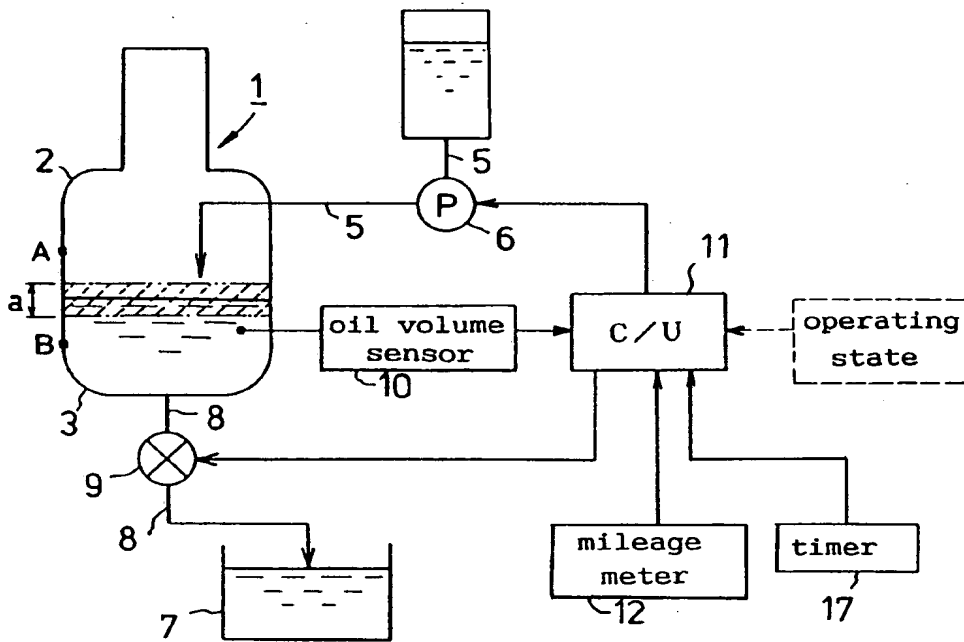 1
2
5
P
6
5
A
11
a
oil volume
sensor
10
C/U
operating
state
B
3
8
9
8
mileage
meter
12
timer
17
7